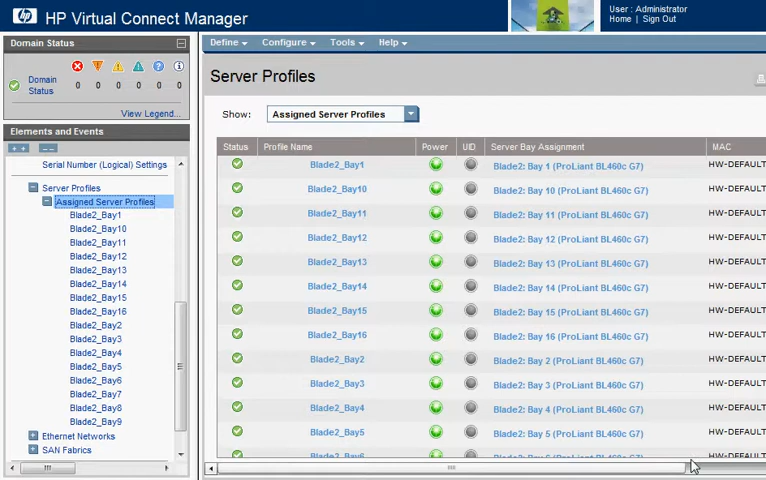 HP Virtual Connect Manager
User : Administrator
Home | Sign Out
Domain Status
Domain Status
0 0 0 0 0 0
View Legend...
Elements and Events
Serial Number (Logical) Settings
Server Profiles
Assigned Server Profiles
Blade2_Bay1
Blade2_Bay10
Blade2_Bay11
Blade2_Bay12
Blade2_Bay13
Blade2_Bay14
Blade2_Bay15
Blade2_Bay16
Blade2_Bay2
Blade2_Bay3
Blade2_Bay4
Blade2_Bay5
Blade2_Bay6
Blade2_Bay7
Blade2_Bay8
Blade2_Bay9
Ethernet Networks
SAN Fabrics
Define Configure Tools Help
Server Profiles
Show: Assigned Server Profiles
Status Profile Name Power UID Server Bay Assignment MAC
Blade2_Bay1 Blade2: Bay 1 (ProLiant BL460c G7) HW-DEFAULT
Blade2_Bay10 Blade2: Bay 10 (ProLiant BL460c G7) HW-DEFAULT
Blade2_Bay11 Blade2: Bay 11 (ProLiant BL460c G7) HW-DEFAULT
Blade2_Bay12 Blade2: Bay 12 (ProLiant BL460c G7) HW-DEFAULT
Blade2_Bay13 Blade2: Bay 13 (ProLiant BL460c G7) HW-DEFAULT
Blade2_Bay14 Blade2: Bay 14 (ProLiant BL460c G7) HW-DEFAULT
Blade2_Bay15 Blade2: Bay 15 (ProLiant BL460c G7) HW-DEFAULT
Blade2_Bay16 Blade2: Bay 16 (ProLiant BL460c G7) HW-DEFAULT
Blade2_Bay2 Blade2: Bay 2 (ProLiant BL460c G7) HW-DEFAULT
Blade2_Bay3 Blade2: Bay 3 (ProLiant BL460c G7) HW-DEFAULT
Blade2_Bay4 Blade2: Bay 4 (ProLiant BL460c G7) HW-DEFAULT
Blade2_Bay5 Blade2: Bay 5 (ProLiant BL460c G7) HW-DEFAULT